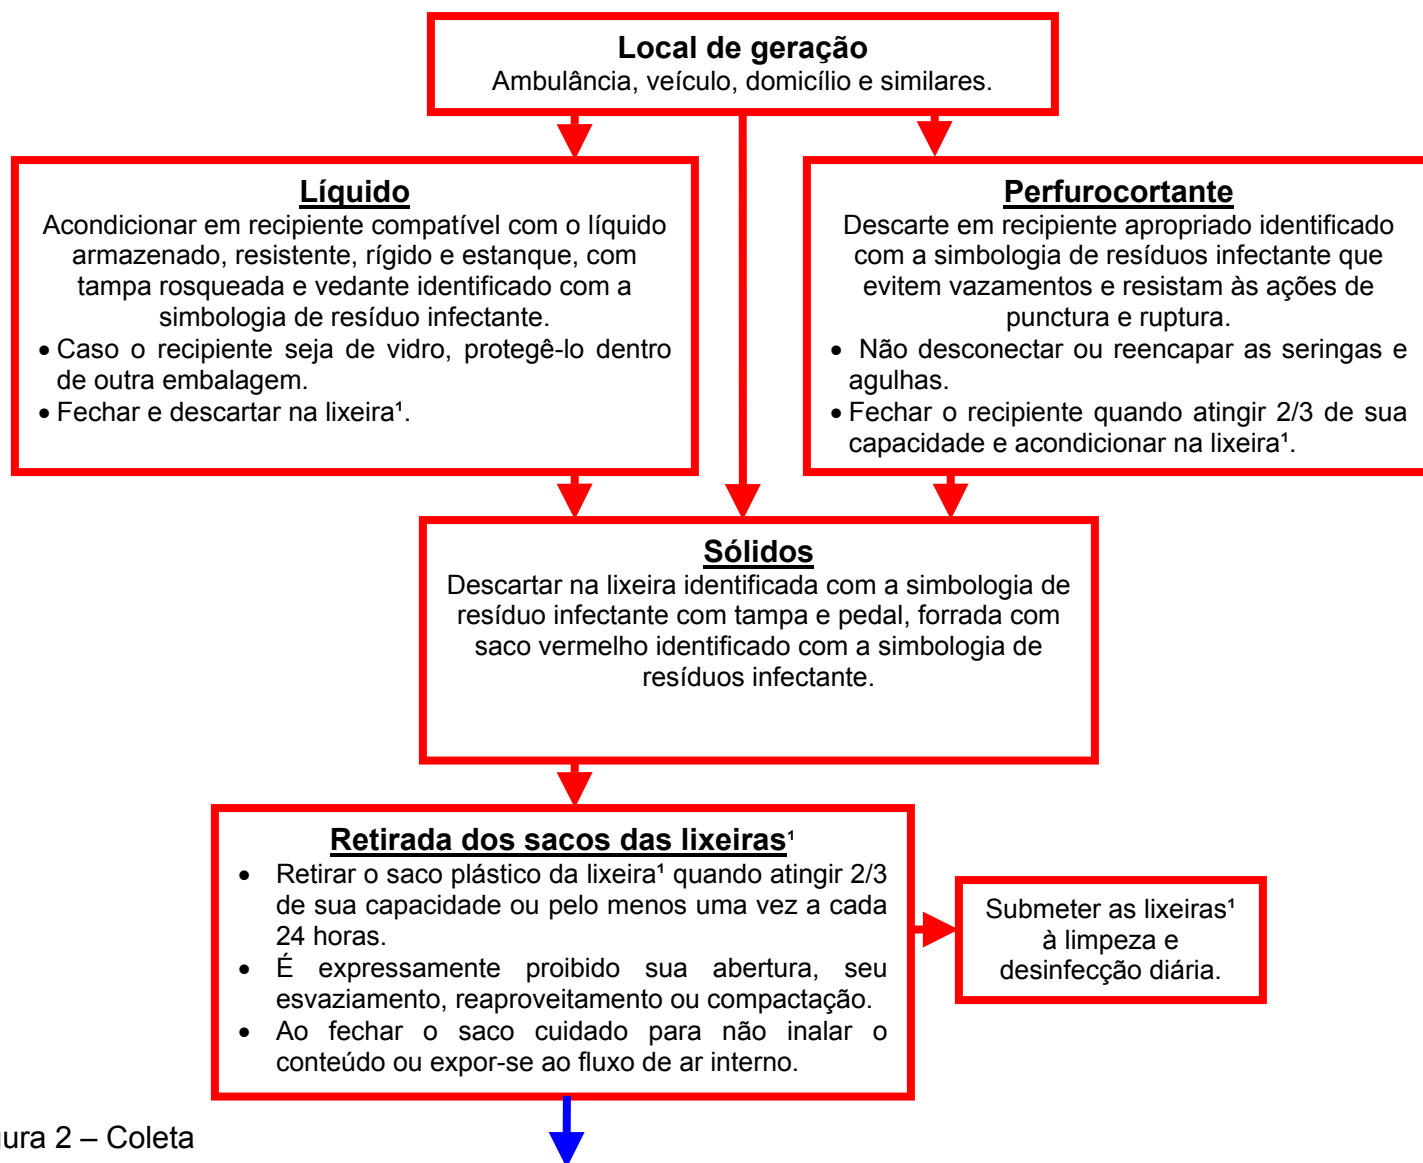 Local de geração
Ambulância, veículo, domicílio e similares.
Líquido
Acondicionar em recipiente compatível com o líquido
armazenado, resistente, rígido e estanque, com
tampa rosqueada e vedante identificado com a
simbologia de resíduo infectante.
• Caso o recipiente seja de vidro, protegê-lo dentro
de outra embalagem.
• Fechar e descartar na lixeira¹.
Perfurocortante
Descarte em recipiente apropriado identificado
com a simbologia de resíduos infectante que
evitem vazamentos e resistam às ações de
punctura e ruptura.
• Não desconectar ou reencapar as seringas e
agulhas.
• Fechar o recipiente quando atingir 2/3 de sua
capacidade e acondicionar na lixeira¹.
Sólidos
Descartar na lixeira identificada com a simbologia de
resíduo infectante com tampa e pedal, forrada com
saco vermelho identificado com a simbologia de
resíduos infectante.
Retirada dos sacos das lixeiras¹
• Retirar o saco plástico da lixeira¹ quando atingir 2/3
de sua capacidade ou pelo menos uma vez a cada
24 horas.
• É expressamente proibido sua abertura, seu
esvaziamento, reaproveitamento ou compactação.
• Ao fechar o saco cuidado para não inalar o
conteúdo ou expor-se ao fluxo de ar interno.
Submeter as lixeiras¹
à limpeza e
desinfecção diária.
gura 2 – Coleta